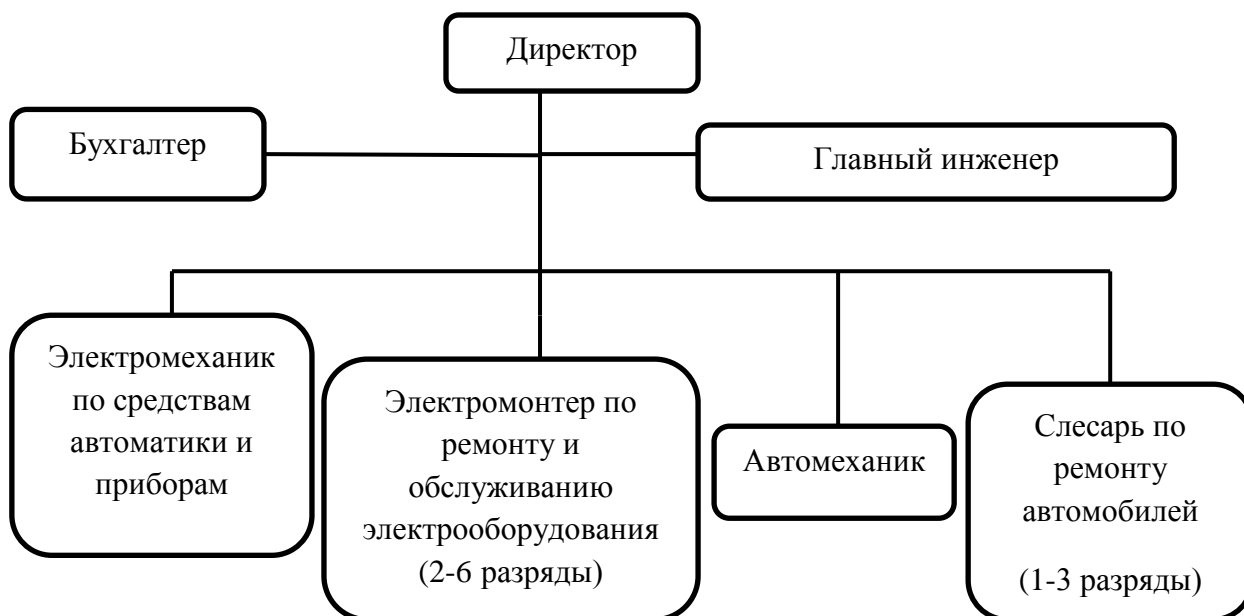 Директор
Бухгалтер
Главный инженер
Электромеханик
по средствам
автоматики и
приборам
Электромонтер по
ремонту и
обслуживанию
электрооборудования
(2-6 разряды)
Автомеханик
Слесарь по
ремонту
автомобилей
(1-3 разряды)